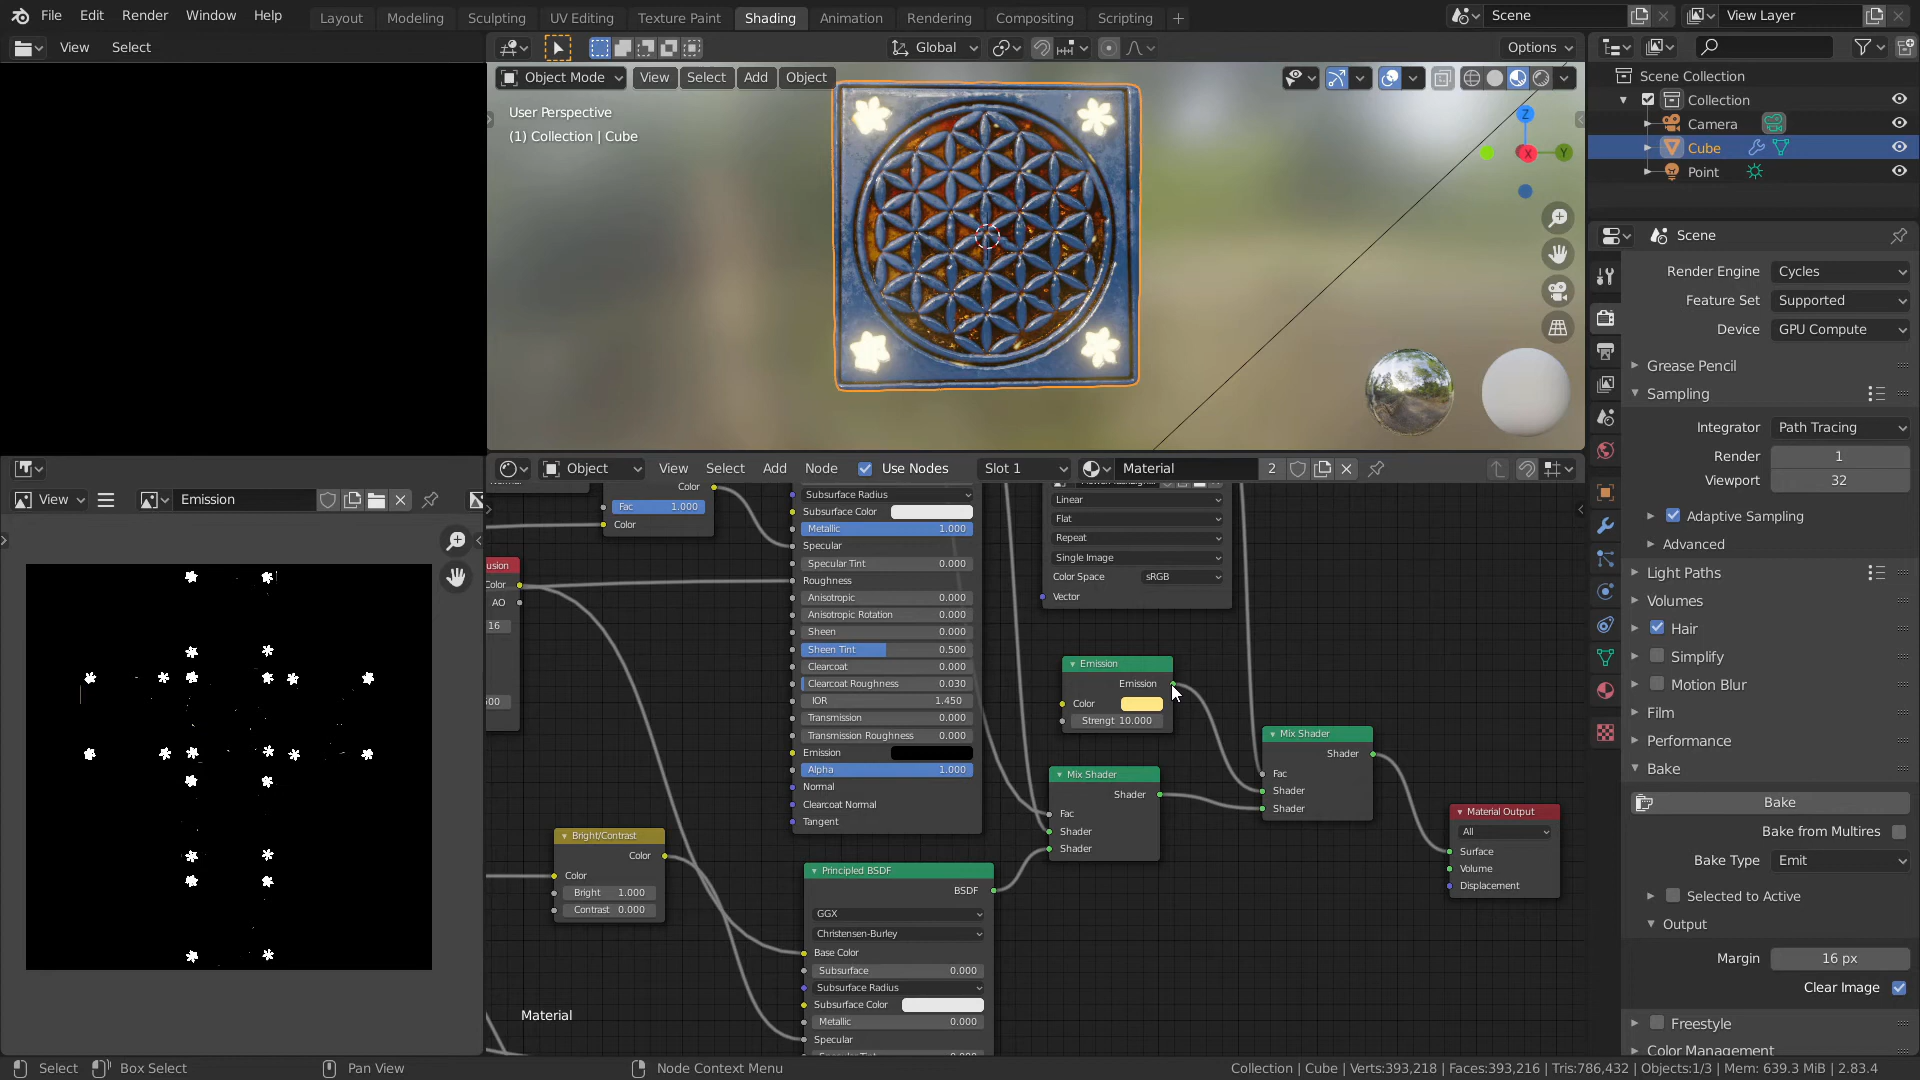 File Edit Render Window Help Layout Modeling Sculpting UV Editing Texture Paint Shading Animation Rendering Compositing Scripting + Scene View Layer
View Select Global Options
Object Mode View Select Add Object
User Perspective
(1) Collection | Cube
Z
X
Y
Scene Collection
Collection
Camera
Cube
Point
Scene
Render Engine Cycles
Feature Set Supported
Device GPU Compute
Grease Pencil
Sampling
Integrator Path Tracing
Render 1
Viewport 32
Adaptive Sampling
Advanced
Light Paths
Volumes
Hair
Simplify
Motion Blur
Film
Performance
Bake
Bake
Bake from Multires
Bake Type Emit
Selected to Active
Output
Margin 16 px
Clear Image
Freestyle
Color Management
View Emission
Object View Select Add Node Use Nodes Slot 1 Material 2
Color
Fac 1.000
Color
usion
Color
AO
16
500
Bright/Contrast
Color
Color
Bright 1.000
Contrast 0.000
Subsurface Radius
Subsurface Color
Metallic 1.000
Specular
Specular Tint 0.000
Roughness
Anisotropic 0.000
Anisotropic Rotation 0.000
Sheen 0.000
Sheen Tint 0.500
Clearcoat 0.000
Clearcoat Roughness 0.030
IOR 1.450
Transmission 0.000
Transmission Roughness 0.000
Emission
Alpha 1.000
Normal
Clearcoat Normal
Tangent
Principled BSDF
BSDF
GGX
Christensen-Burley
Base Color
Subsurface 0.000
Subsurface Radius
Subsurface Color
Metallic 0.000
Specular
Linear
Flat
Repeat
Single Image
Color Space sRGB
Vector
Emission
Emission
Color
Strengt 10.000
Mix Shader
Shader
Fac
Shader
Shader
Mix Shader
Shader
Fac
Shader
Shader
Material Output
All
Surface
Volume
Displacement
Material
Select Box Select Pan View Node Context Menu Collection | Cube | Verts:393,218 | Faces:393,216 | Tris:786,432 | Objects:1/3 | Mem: 639.3 MiB | 2.83.4